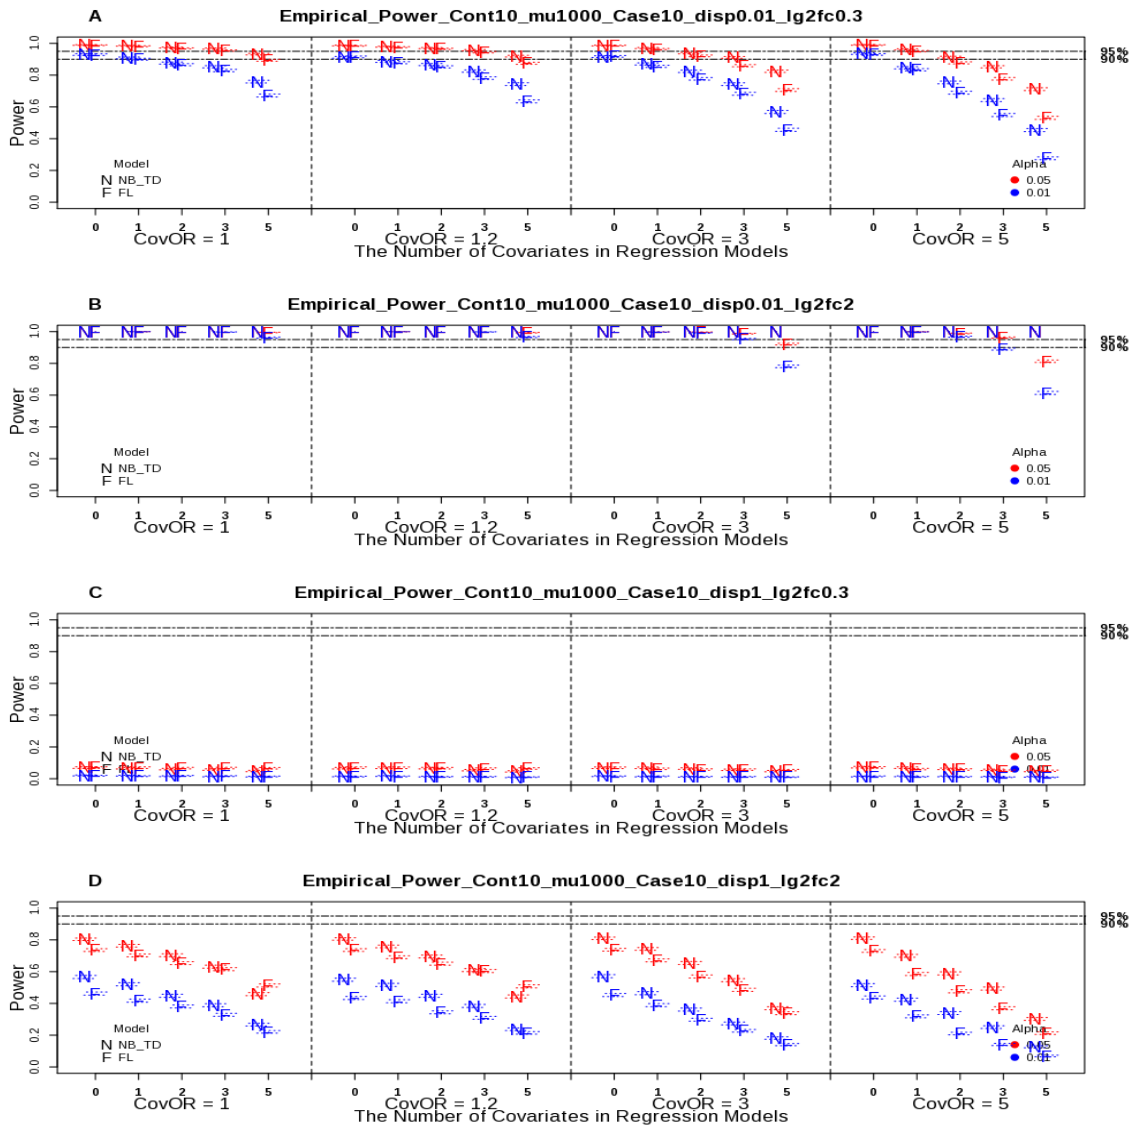 A Empirical_Power_Cont10_mu1000_Case10_disp0.01_lg2fc0.3
1.0 95%
90%
0.8
0.6
Power
0.4
0.2
0.0
Model Alpha
N NB_TD 0.05
F FL 0.01
0 1 2 3 5 0 1 2 3 5 0 1 2 3 5 0 1 2 3 5
CovOR = 1 CovOR = 1.2 CovOR = 3 CovOR = 5
The Number of Covariates in Regression Models
B Empirical_Power_Cont10_mu1000_Case10_disp0.01_lg2fc2
1.0 95%
90%
0.8
0.6
Power
0.4
0.2
0.0
Model Alpha
N NB_TD 0.05
F FL 0.01
0 1 2 3 5 0 1 2 3 5 0 1 2 3 5 0 1 2 3 5
CovOR = 1 CovOR = 1.2 CovOR = 3 CovOR = 5
The Number of Covariates in Regression Models
C Empirical_Power_Cont10_mu1000_Case10_disp1_lg2fc0.3
1.0 95%
90%
0.8
0.6
Power
0.4
0.2
0.0
Model Alpha
N NB_TD 0.05
F FL 0.01
0 1 2 3 5 0 1 2 3 5 0 1 2 3 5 0 1 2 3 5
CovOR = 1 CovOR = 1.2 CovOR = 3 CovOR = 5
The Number of Covariates in Regression Models
D Empirical_Power_Cont10_mu1000_Case10_disp1_lg2fc2
1.0 95%
90%
0.8
0.6
Power
0.4
0.2
0.0
Model Alpha
N NB_TD 0.05
F FL 0.01
0 1 2 3 5 0 1 2 3 5 0 1 2 3 5 0 1 2 3 5
CovOR = 1 CovOR = 1.2 CovOR = 3 CovOR = 5
The Number of Covariates in Regression Models